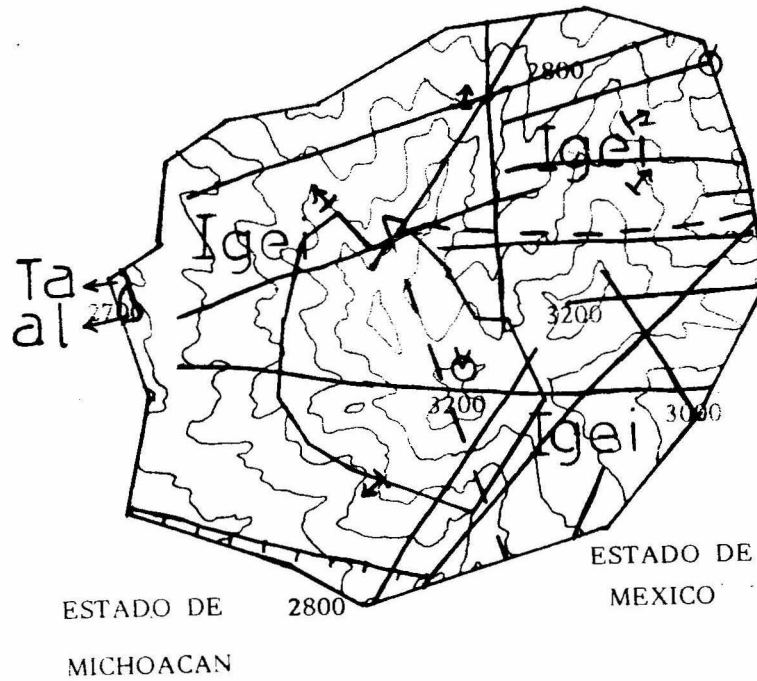 2800
Igei
Igei
Ta
al
2700
3200
3200
3000
Igei
ESTADO DE
MICHOACAN
2800
ESTADO DE
MEXICO